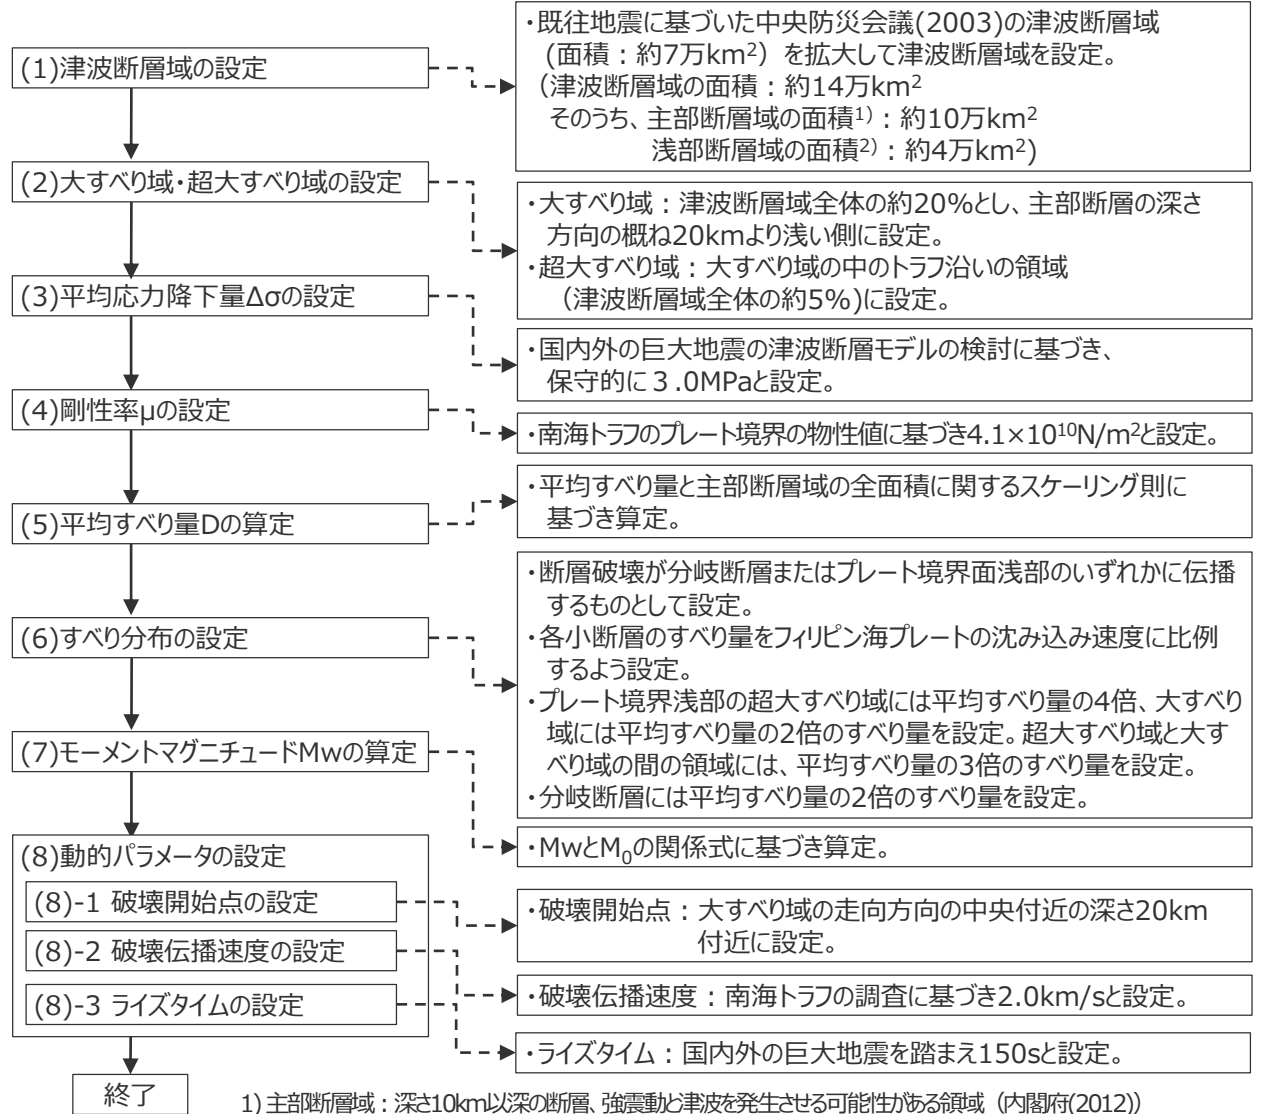 (1)津波断層域の設定
・既往地震に基づいた中央防災会議(2003)の津波断層域
(面積：約7万km²）を拡大して津波断層域を設定。
（津波断層域の面積：約14万km²
そのうち、主部断層域の面積¹⁾：約10万km²
浅部断層域の面積²⁾：約4万km²)
(2)大すべり域・超大すべり域の設定
・大すべり域：津波断層域全体の約20%とし、主部断層の深さ
方向の概ね20kmより浅い側に設定。
・超大すべり域：大すべり域の中のトラフ沿いの領域
（津波断層域全体の約5%)に設定。
(3)平均応力降下量Δσの設定
・国内外の巨大地震の津波断層モデルの検討に基づき、
保守的に３.0MPaと設定。
(4)剛性率μの設定
・南海トラフのプレート境界の物性値に基づき4.1×10¹⁰N/m²と設定。
(5)平均すべり量Dの算定
・平均すべり量と主部断層域の全面積に関するスケーリング則に
基づき算定。
(6)すべり分布の設定
・断層破壊が分岐断層またはプレート境界面浅部のいずれかに伝播
するものとして設定。
・各小断層のすべり量をフィリピン海プレートの沈み込み速度に比例
するよう設定。
・プレート境界浅部の超大すべり域には平均すべり量の4倍、大すべり
域には平均すべり量の2倍のすべり量を設定。超大すべり域と大す
べり域の間の領域には、平均すべり量の3倍のすべり量を設定。
・分岐断層には平均すべり量の2倍のすべり量を設定。
(7)モーメントマグニチュードMwの算定
・MwとM₀の関係式に基づき算定。
(8)動的パラメータの設定
(8)-1 破壊開始点の設定
・破壊開始点：大すべり域の走向方向の中央付近の深さ20km
付近に設定。
(8)-2 破壊伝播速度の設定
・破壊伝播速度：南海トラフの調査に基づき2.0km/sと設定。
(8)-3 ライズタイムの設定
・ライズタイム：国内外の巨大地震を踏まえ150sと設定。
終了
1) 主部断層域：深さ10km以深の断層、強震動と津波を発生させる可能性がある領域（内閣府(2012))